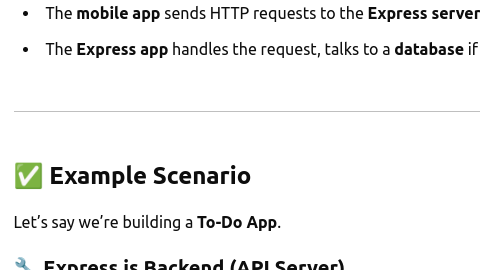 • The mobile app sends HTTP requests to the Express server
• The Express app handles the request, talks to a database if
✅ Example Scenario
Let’s say we’re building a To-Do App.
🔧 Express is Backend (API Server)